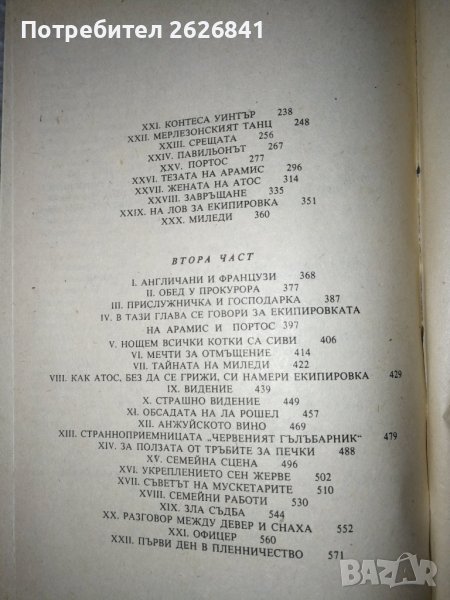 Потребител 2626841
XXI. КОНТЕСА УИНТЪР 238
XXII. МЕРЛЕЗОНСКИЯТ ТАНЦ 248
XXIII. СРЕЩАТА 256
XXIV. ПАВИЛЬОНЪТ 267
XXV. ПОРТОС 277
XXVI. ТЕЗАТА НА АРАМИС 296
XXVII. ЖЕНАТА НА АТОС 314
XXVIII. ЗАВРЪЩАНЕ 335
XXIX. НА ЛОВ ЗА ЕКИПИРОВКА 351
XXX. МИЛЕДИ 360
ВТОРА ЧАСТ
I. АНГЛИЧАНИ И ФРАНЦУЗИ 368
II. ОБЕД У ПРОКУРОРА 377
III. ПРИСЛУЖНИЧКА И ГОСПОДАРКА 387
IV. В ТАЗИ ГЛАВА СЕ ГОВОРИ ЗА ЕКИПИРОВКАТА
НА АРАМИС И ПОРТОС 397
V. НОЩЕМ ВСИЧКИ КОТКИ СА СИВИ 406
VI. МЕЧТИ ЗА ОТМЪЩЕНИЕ 414
VII. ТАЙНАТА НА МИЛЕДИ 422
VIII. КАК АТОС, БЕЗ ДА СЕ ГРИЖИ, СИ НАМЕРИ ЕКИПИРОВКА 429
IX. ВИДЕНИЕ 439
X. СТРАШНО ВИДЕНИЕ 449
XI. ОБСАДАТА НА ЛА РОШЕЛ 457
XII. АНЖУЙСКОТО ВИНО 469
XIII. СТРАННОПРИЕМНИЦАТА „ЧЕРВЕНИЯТ ГЪЛЪБАРНИК“ 479
XIV. ЗА ПОЛЗАТА ОТ ТРЪБИТЕ ЗА ПЕЧКИ 488
XV. СЕМЕЙНА СЦЕНА 496
XVI. УКРЕПЛЕНИЕТО СЕН ЖЕРВЕ 502
XVII. СЪВЕТЪТ НА МУСКЕТАРИТЕ 510
XVIII. СЕМЕЙНИ РАБОТИ 530
XIX. ЗЛА СЪДБА 544
XX. РАЗГОВОР МЕЖДУ ДЕВЕР И СНАХА 552
XXI. ОФИЦЕР 560
XXII. ПЪРВИ ДЕН В ПЛЕННИЧЕСТВО 571
BAZAR